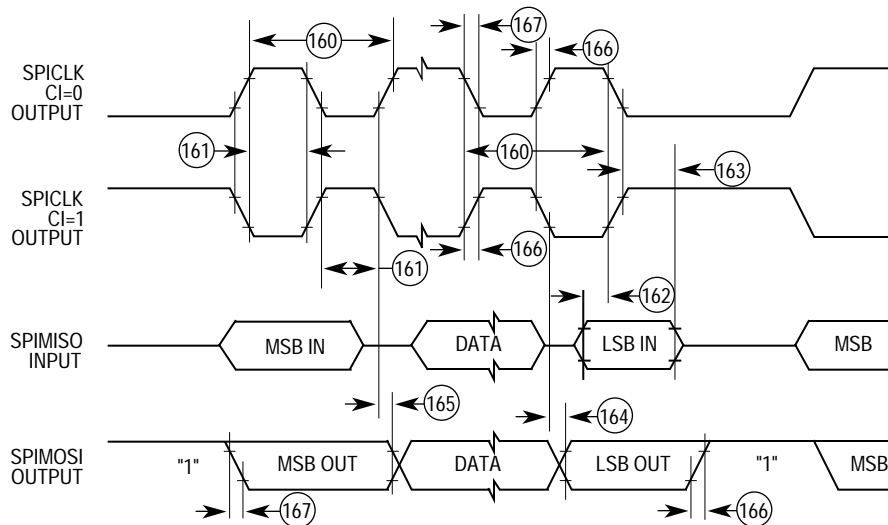 167
160
166
SPICLK
CI=0
OUTPUT
161
160
163
SPICLK
CI=1
OUTPUT
166
161
162
SPIMISO
INPUT
MSB IN
DATA
LSB IN
MSB
165
164
SPIMOSI
OUTPUT
"1"
MSB OUT
DATA
LSB OUT
"1"
MSB
167
166